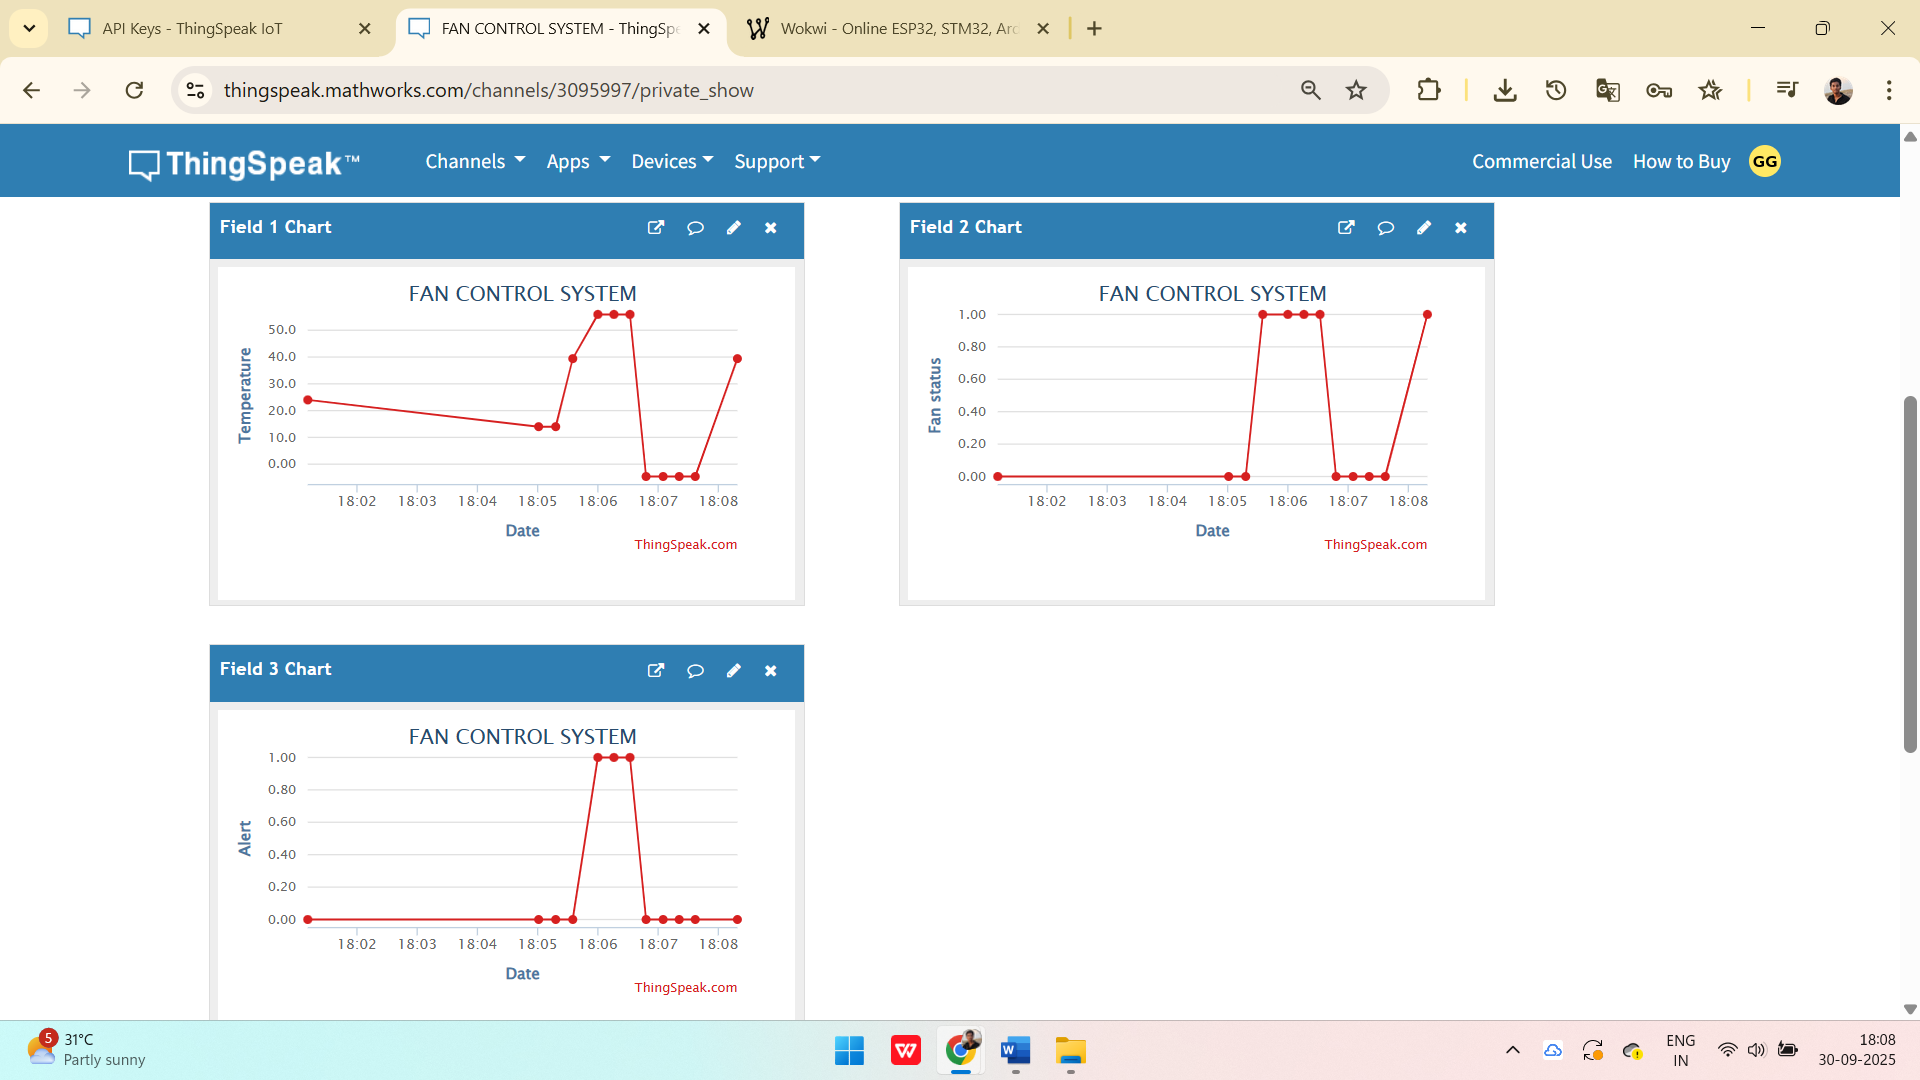 API Keys - ThingSpeak IoT
FAN CONTROL SYSTEM - ThingSpe
Wokwi - Online ESP32, STM32, Ard
thingspeak.mathworks.com/channels/3095997/private_show
ThingSpeak™
Channels
Apps
Devices
Support
Commercial Use
How to Buy
GG
Field 1 Chart
FAN CONTROL SYSTEM
Temperature
50.0
40.0
30.0
20.0
10.0
0.00
18:02 18:03 18:04 18:05 18:06 18:07 18:08
Date
ThingSpeak.com
Field 2 Chart
FAN CONTROL SYSTEM
Fan status
1.00
0.80
0.60
0.40
0.20
0.00
18:02 18:03 18:04 18:05 18:06 18:07 18:08
Date
ThingSpeak.com
Field 3 Chart
FAN CONTROL SYSTEM
Alert
1.00
0.80
0.60
0.40
0.20
0.00
18:02 18:03 18:04 18:05 18:06 18:07 18:08
Date
ThingSpeak.com
5
31°C
Partly sunny
W
ENG
IN
18:08
30-09-2025